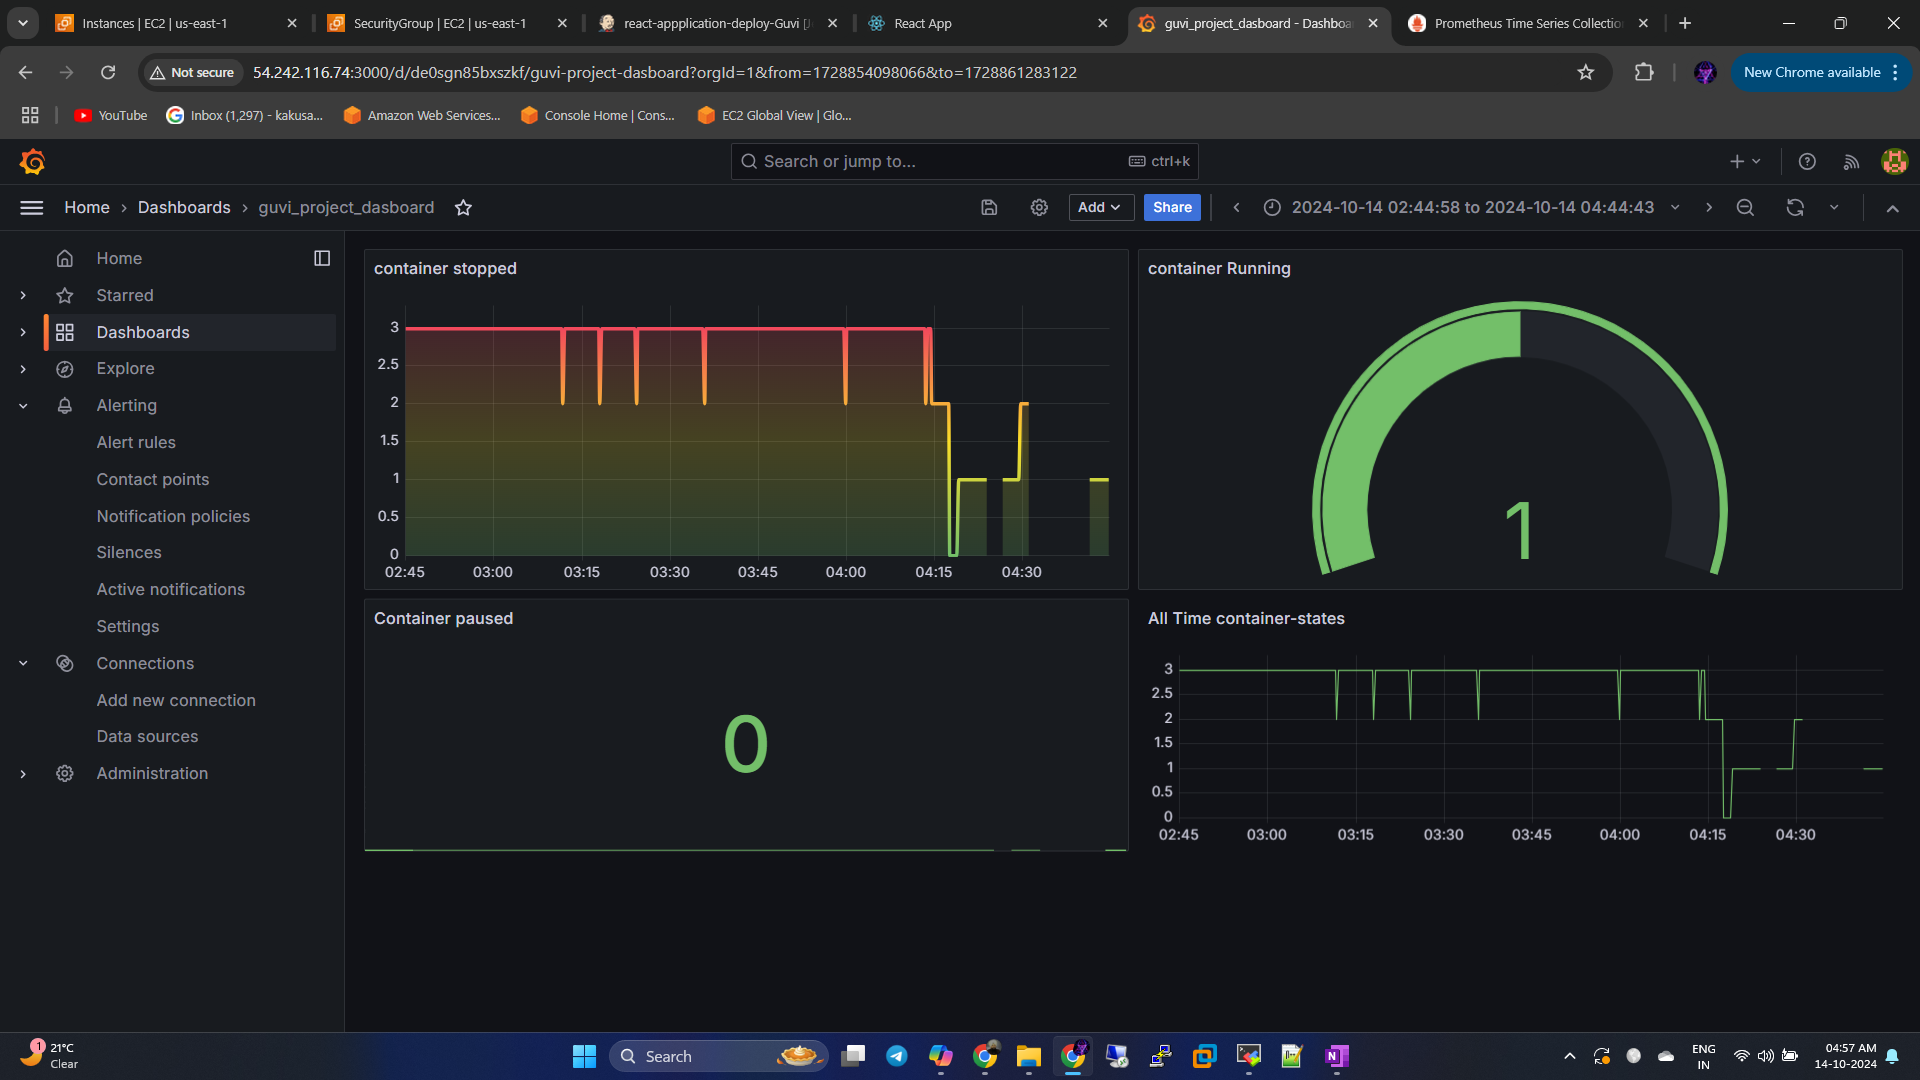 Instances | EC2 | us-east-1
SecurityGroup | EC2 | us-east-1
react-appplication-deploy-Guvi [J
React App
guvi_project_dasboard - Dashboa
Prometheus Time Series Collectio
Not secure
54.242.116.74:3000/d/de0sgn85bxszkf/guvi-project-dasboard?orgId=1&from=1728854098066&to=1728861283122
New Chrome available
YouTube
Inbox (1,297) - kakusa...
Amazon Web Services...
Console Home | Cons...
EC2 Global View | Glo...
Search or jump to...
ctrl+k
Home › Dashboards › guvi_project_dasboard
Add
Share
2024-10-14 02:44:58 to 2024-10-14 04:44:43
Home
Starred
Dashboards
Explore
Alerting
Alert rules
Contact points
Notification policies
Silences
Active notifications
Settings
Connections
Add new connection
Data sources
Administration
container stopped
3
2.5
2
1.5
1
0.5
0
02:45 03:00 03:15 03:30 03:45 04:00 04:15 04:30
container Running
1
Container paused
0
All Time container-states
3
2.5
2
1.5
1
0.5
0
02:45 03:00 03:15 03:30 03:45 04:00 04:15 04:30
1
21°C
Clear
Search
ENG
IN
04:57 AM
14-10-2024